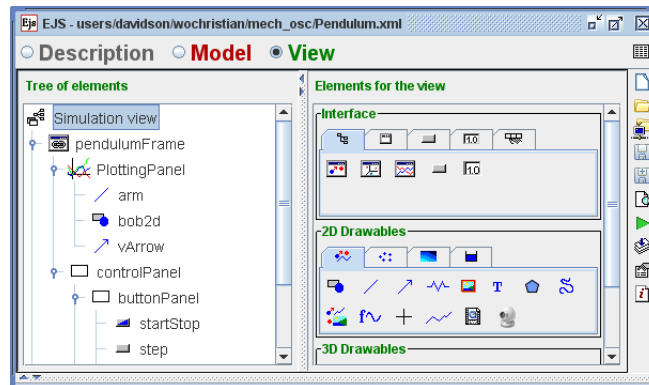 EJS - users/davidson/wochristian/mech_osc/Pendulum.xml
Description Model View
Tree of elements
Simulation view
pendulumFrame
PlottingPanel
arm
bob2d
vArrow
controlPanel
buttonPanel
startStop
step
Elements for the view
Interface
1.0
1.0
2D Drawables
T
f
3D Drawables